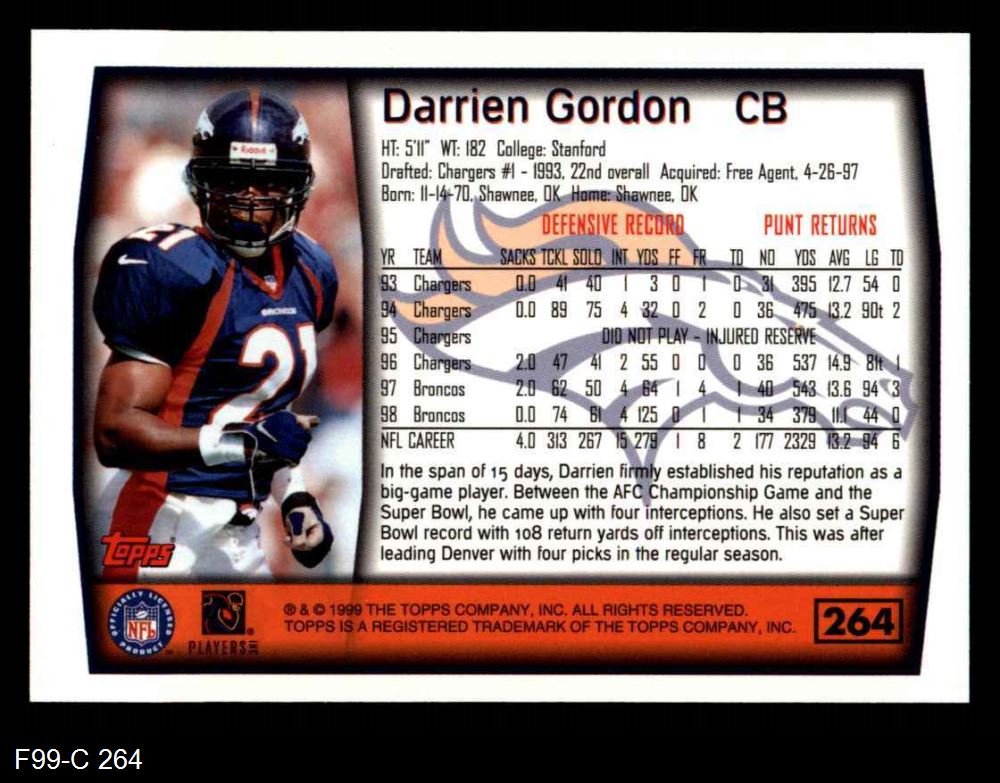 Darrien Gordon CB
HT: 5'11" WT: 182 College: Stanford
Drafted: Chargers #1 - 1993, 22nd overall Acquired: Free Agent, 4-26-97
Born: 11-14-70, Shawnee, OK Home: Shawnee, OK
DEFENSIVE RECORD PUNT RETURNS
YR TEAM SACKS TCKL SOLO INT YDS FF FR TD NO YDS AVG LG TD
93 Chargers 0.0 41 40 1 3 0 1 0 31 395 12.7 54 0
94 Chargers 0.0 89 75 4 32 0 2 0 36 475 13.2 90t 2
95 Chargers DID NOT PLAY - INJURED RESERVE
96 Chargers 2.0 47 41 2 55 0 0 0 36 537 14.9 81t 1
97 Broncos 2.0 62 50 4 64 1 4 1 40 543 13.6 94 3
98 Broncos 0.0 74 61 4 125 0 1 1 34 379 11.1 44 0
NFL CAREER 4.0 313 267 15 279 1 8 2 177 2329 13.2 94 6
In the span of 15 days, Darrien firmly established his reputation as a
big-game player. Between the AFC Championship Game and the
Super Bowl, he came up with four interceptions. He also set a Super
Bowl record with 108 return yards off interceptions. This was after
leading Denver with four picks in the regular season.
Riddell
21
BRONCOS
21
Topps
OFFICIALLY LICENSED
NFL
PRODUCT
™
®
PLAYERS INC
® & © 1999 THE TOPPS COMPANY, INC. ALL RIGHTS RESERVED.
TOPPS IS A REGISTERED TRADEMARK OF THE TOPPS COMPANY, INC.
264
F99-C 264